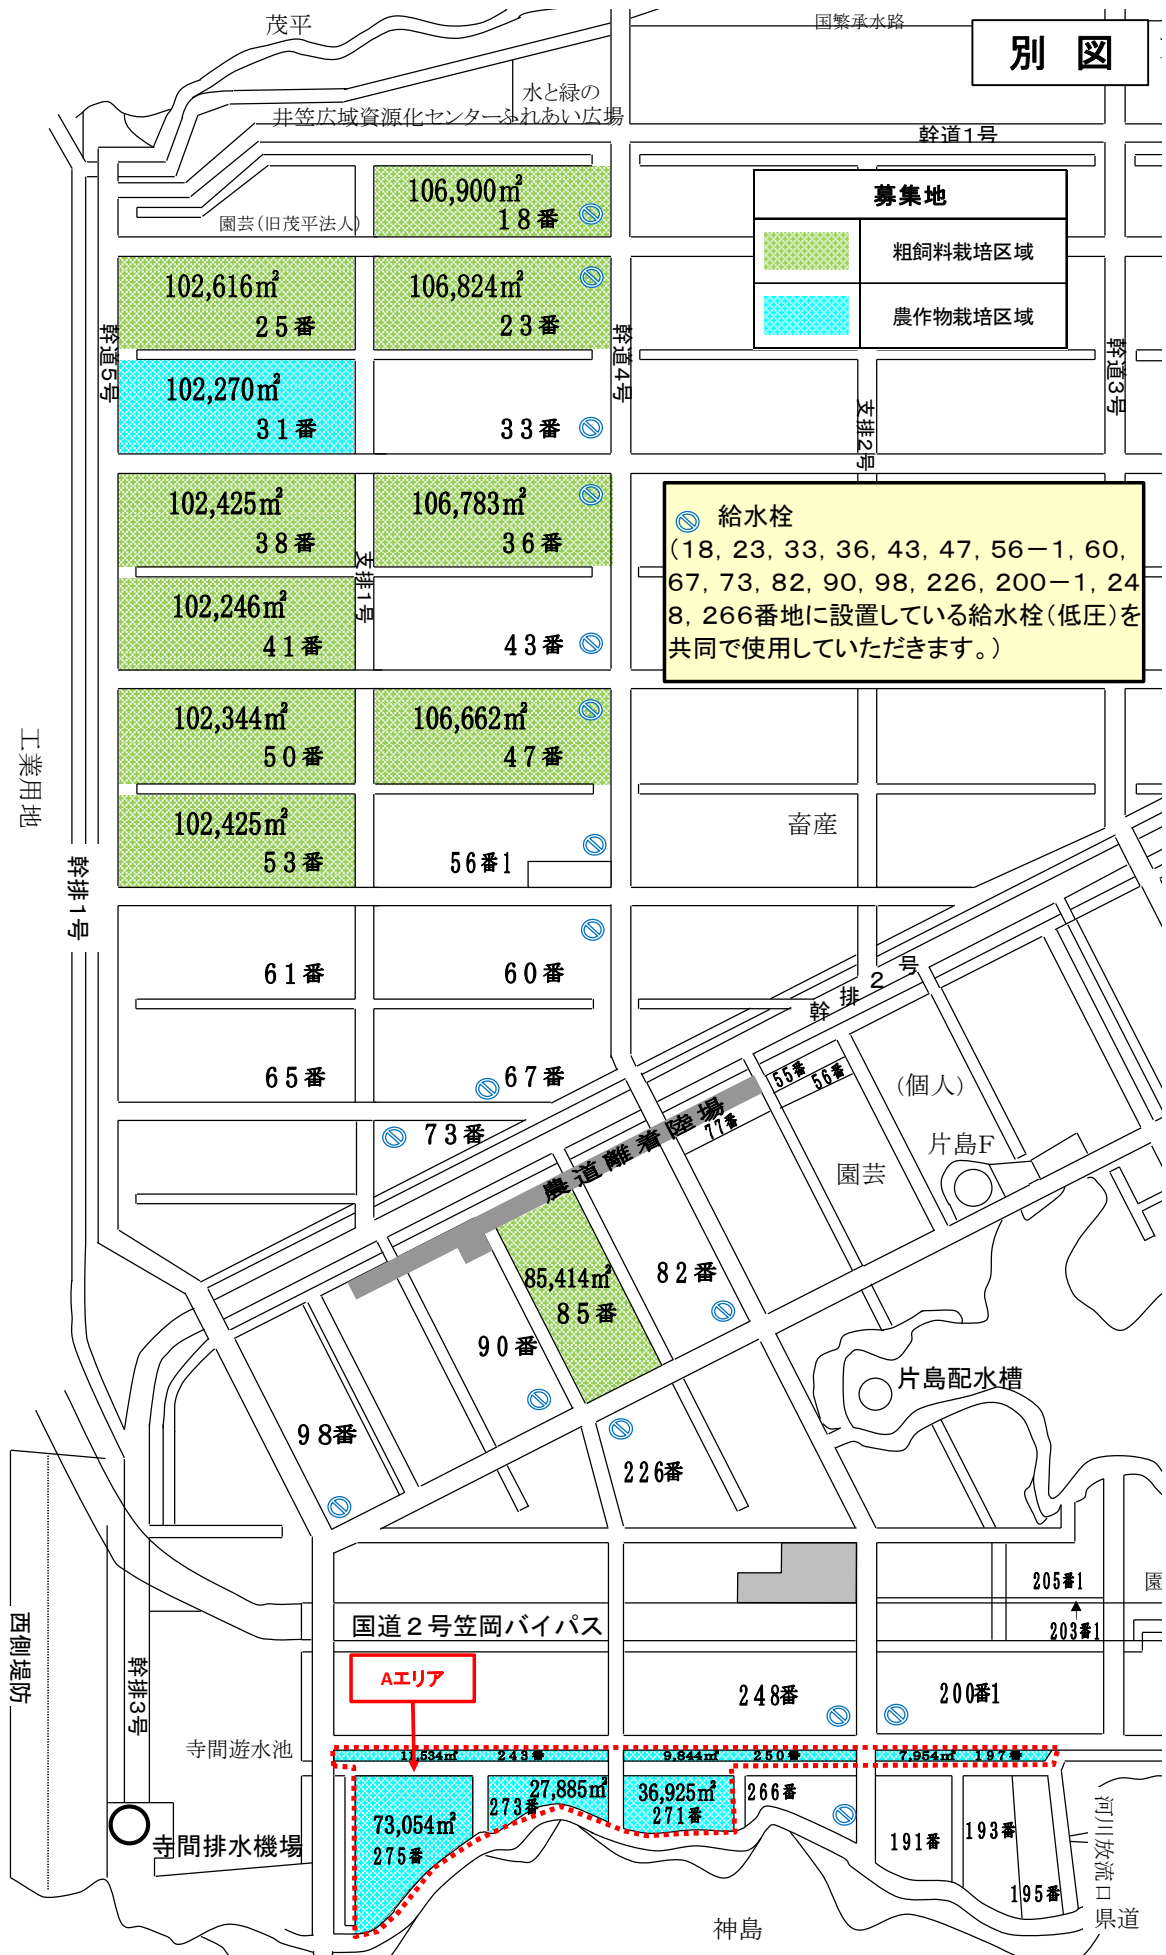 茂平
国繁承水路
別 図
水と緑の
井笠広域資源化センターふれあい広場
幹道1号
106,900㎡
18番
園芸(旧茂平法人)
募集地
粗飼料栽培区域
農作物栽培区域
102,616㎡
25番
106,824㎡
23番
幹道5号
幹道4号
幹道3号
102,270㎡
31番
33番
支排2号
102,425㎡
38番
106,783㎡
36番
給水栓
(18, 23, 33, 36, 43, 47, 56-1, 60,
67, 73, 82, 90, 98, 226, 200-1, 24
8, 266番地に設置している給水栓(低圧)を
共同で使用していただきます。)
支排1号
102,246㎡
41番
43番
102,344㎡
50番
106,662㎡
47番
工業用地
102,425㎡
53番
56番1
畜産
幹排1号
61番
60番
幹排2号
65番
67番
55番
56番
(個人)
73番
農道離着陸場
77番
片島F
園芸
85,414㎡
85番
82番
90番
片島配水槽
98番
226番
205番1
園
203番1
国道2号笠岡バイパス
西側堤防
幹排3号
Aエリア
248番
200番1
寺間遊水池
11,534㎡ 243番
9,844㎡ 250番
7,954㎡ 197番
27,885㎡
273番
36,925㎡
271番
266番
73,054㎡
275番
寺間排水機場
191番
193番
195番
河川放流口
県道
神島